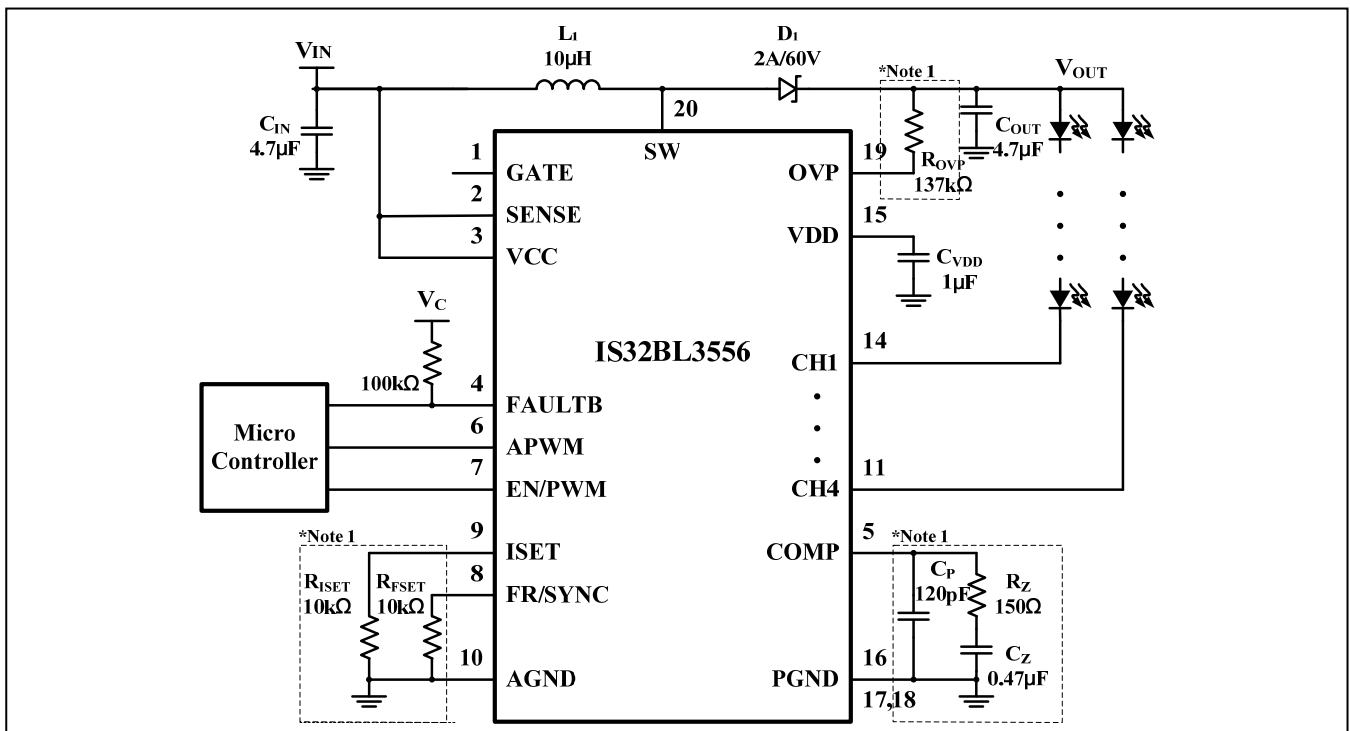 VIN
L1
10µH
D1
2A/60V
*Note 1
VOUT
CIN
4.7µF
20
SW
1
GATE
2
SENSE
3
VCC
19
OVP
ROVP
137kΩ
COUT
4.7µF
15
VDD
CVDD
1µF
VC
100kΩ
IS32BL3556
14
CH1
Micro
Controller
4
FAULTB
6
APWM
7
EN/PWM
11
CH4
*Note 1
9
ISET
8
FR/SYNC
RISET
10kΩ
RFSET
10kΩ
10
AGND
5
COMP
*Note 1
CP
120pF
RZ
150Ω
CZ
0.47µF
16
PGND
17,18